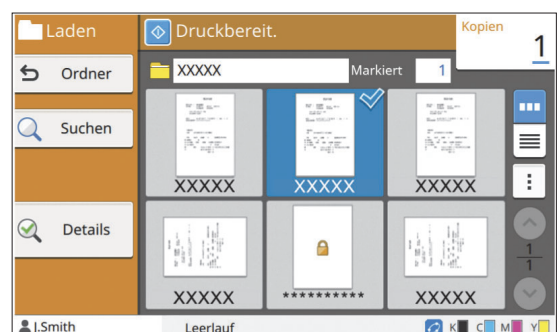 Laden
Druckbereit.
Kopien
1
Ordner
XXXXX
Markiert
1
Suchen
XXXXX
XXXXX
XXXXX
Details
1
1
XXXXX
**********
XXXXX
J.Smith
Leerlauf
K
C
M
Y